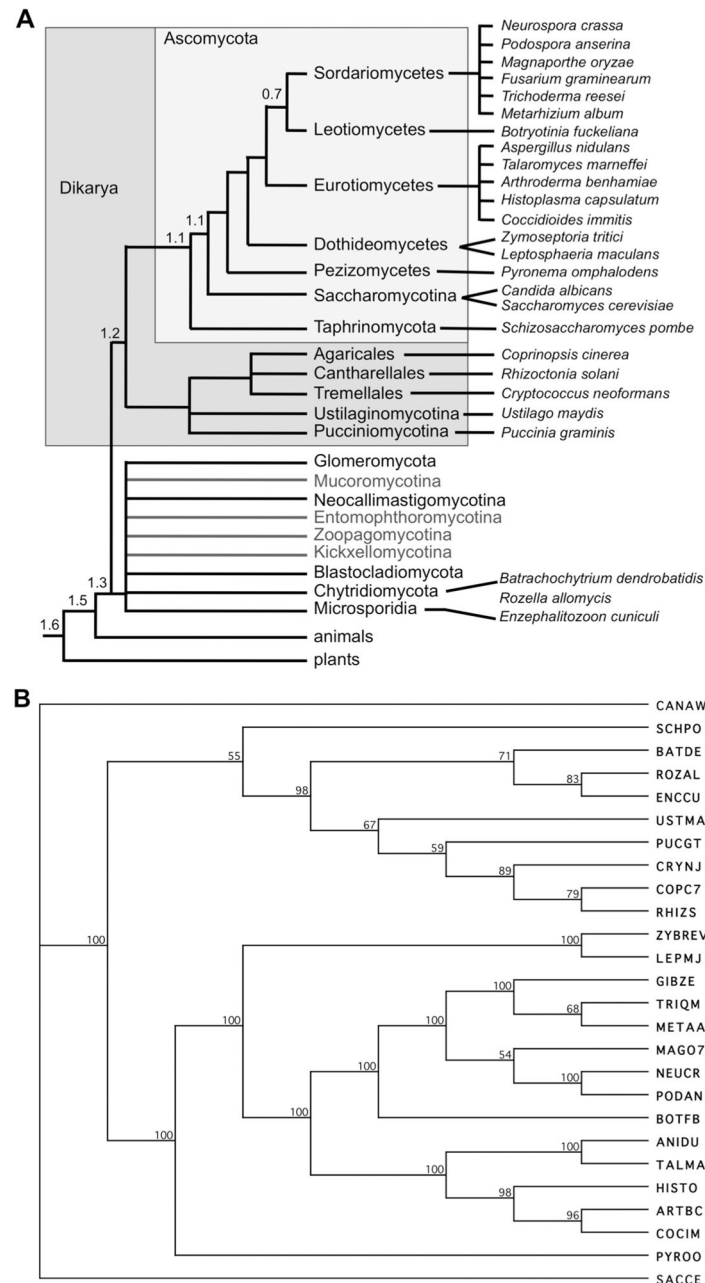 A
Ascomycota
Dikarya
Neurospora crassa
Podospora anserina
Magnaporthe oryzae
Fusarium graminearum
Trichoderma reesei
Metarhizium album
Sordariomycetes
0.7
Leotiomycetes
Botryotinia fuckeliana
Aspergillus nidulans
Talaromyces marneffei
Arthroderma benhamiae
Histoplasma capsulatum
Coccidioides immitis
Eurotiomycetes
1.1
1.1
Dothideomycetes
Zymoseptoria tritici
Leptosphaeria maculans
Pezizomycetes
Pyronema omphalodens
Saccharomycotina
Candida albicans
Saccharomyces cerevisiae
Taphrinomycota
Schizosaccharomyces pombe
1.2
Agaricales
Coprinopsis cinerea
Cantharellales
Rhizoctonia solani
Tremellales
Cryptococcus neoformans
Ustilaginomycotina
Ustilago maydis
Pucciniomycotina
Puccinia graminis
Glomeromycota
Mucoromycotina
Neocallimastigomycotina
Entomophthoromycotina
Zoopagomycotina
Kickxellomycotina
Blastocladiomycota
Chytridiomycota
Batrachochytrium dendrobatidis
Rozella allomycis
Microsporidia
Enzephalitozoon cuniculi
1.3
1.5
1.6
animals
plants
B
CANAW
SCHPO
55
BATDE
71
ROZAL
83
ENCCU
98
USTMA
67
PUCGT
59
CRYNJ
89
COPC7
79
RHIZS
ZYBREV
100
LEPMJ
100
GIBZE
100
TRIQM
68
METAA
100
100
MAGO7
54
NEUCR
100
PODAN
100
BOTFB
100
ANIDU
100
TALMA
100
HISTO
98
ARTBC
96
COCIM
100
100
PYROO
SACCE